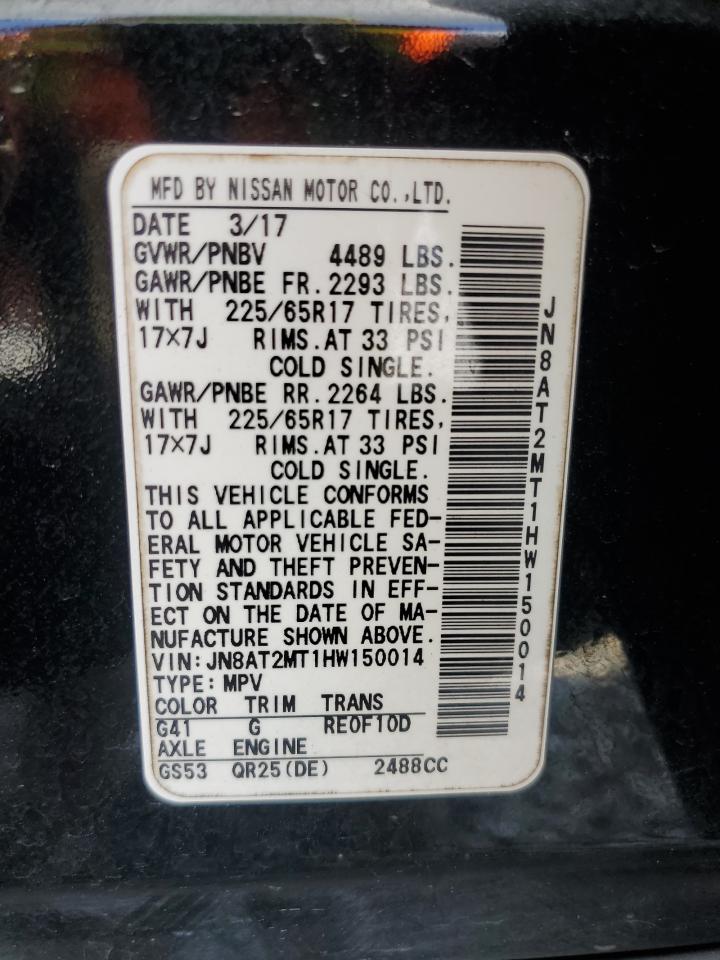 MFD BY NISSAN MOTOR CO.,LTD.
DATE 3/17
GVWR/PNBV 4489 LBS.
GAWR/PNBE FR. 2293 LBS.
WITH 225/65R17 TIRES,
17×7J RIMS.AT 33 PSI
COLD SINGLE.
GAWR/PNBE RR. 2264 LBS.
WITH 225/65R17 TIRES,
17×7J RIMS.AT 33 PSI
COLD SINGLE.
THIS VEHICLE CONFORMS
TO ALL APPLICABLE FED-
ERAL MOTOR VEHICLE SA-
FETY AND THEFT PREVEN-
TION STANDARDS IN EFF-
ECT ON THE DATE OF MA-
NUFACTURE SHOWN ABOVE.
VIN: JN8AT2MT1HW150014
TYPE: MPV
COLOR TRIM TRANS
G41 G RE0F10D
AXLE ENGINE
GS53 QR25(DE) 2488CC
JN8AT2MT1HW150014